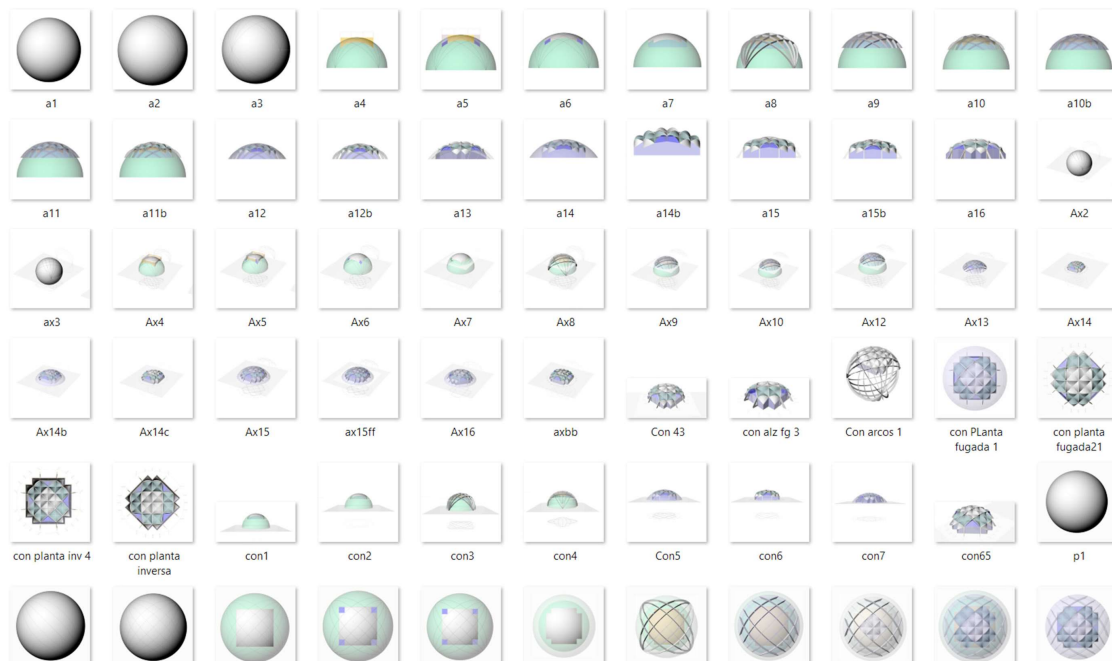 a1 a2 a3 a4 a5 a6 a7 a8 a9 a10 a10b
a11 a11b a12 a12b a13 a14 a14b a15 a15b a16 Ax2
ax3 Ax4 Ax5 Ax6 Ax7 Ax8 Ax9 Ax10 Ax12 Ax13 Ax14
Ax14b Ax14c Ax15 ax15ff Ax16 axbb Con 43 con alz fg 3 Con arcos 1 con PLanta con planta
fugada 1 fugada21
con planta inv 4 con planta con1 con2 con3 con4 Con5 con6 con7 con65 p1
inversa